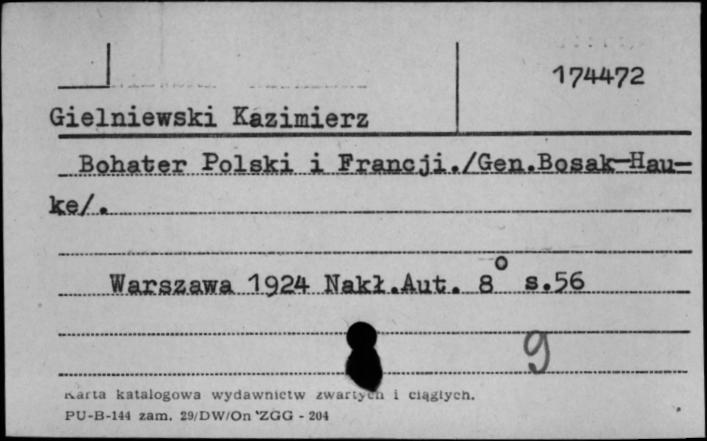 174472
Gielniewski Kazimierz
Bohater Polski i Francji./Gen.Bosak-Hau-
ke/.
Warszawa 1924 Nakł.Aut. 8° s.56
9
Karta katalogowa wydawnictw zwartych i ciągłych.
PU-B-144 zam. 29/DW/On ZGG - 204